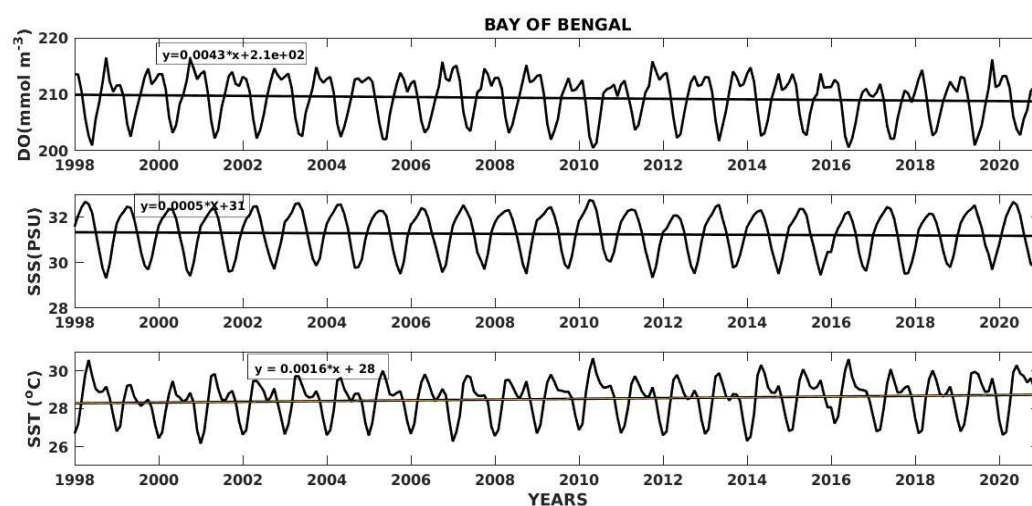 BAY OF BENGAL
DO(mmol m⁻³)
220
210
200
y=0.0043*x+2.1e+02
1998 2000 2002 2004 2006 2008 2010 2012 2014 2016 2018 2020
SSS(PSU)
32
30
28
y=0.0005*X+31
1998 2000 2002 2004 2006 2008 2010 2012 2014 2016 2018 2020
SST (°C)
30
28
26
y = 0.0016*x + 28
1998 2000 2002 2004 2006 2008 2010 2012 2014 2016 2018 2020
YEARS